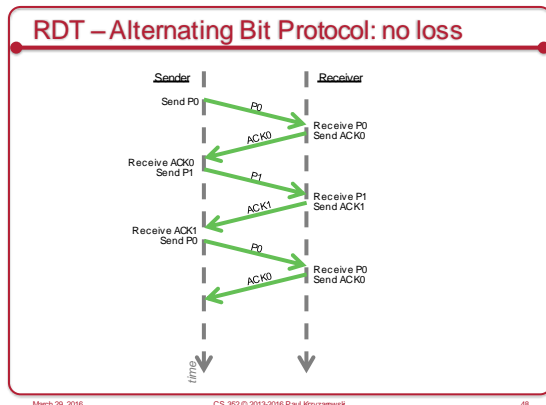 RDT – Alternating Bit Protocol: no loss
Sender
Receiver
Send P0
P0
Receive P0
Send ACK0
ACK0
Receive ACK0
Send P1
P1
Receive P1
Send ACK1
ACK1
Receive ACK1
Send P0
P0
Receive P0
Send ACK0
ACK0
time
March 29, 2016
CS 352 © 2013-2016 Paul Krzyzanowski
48